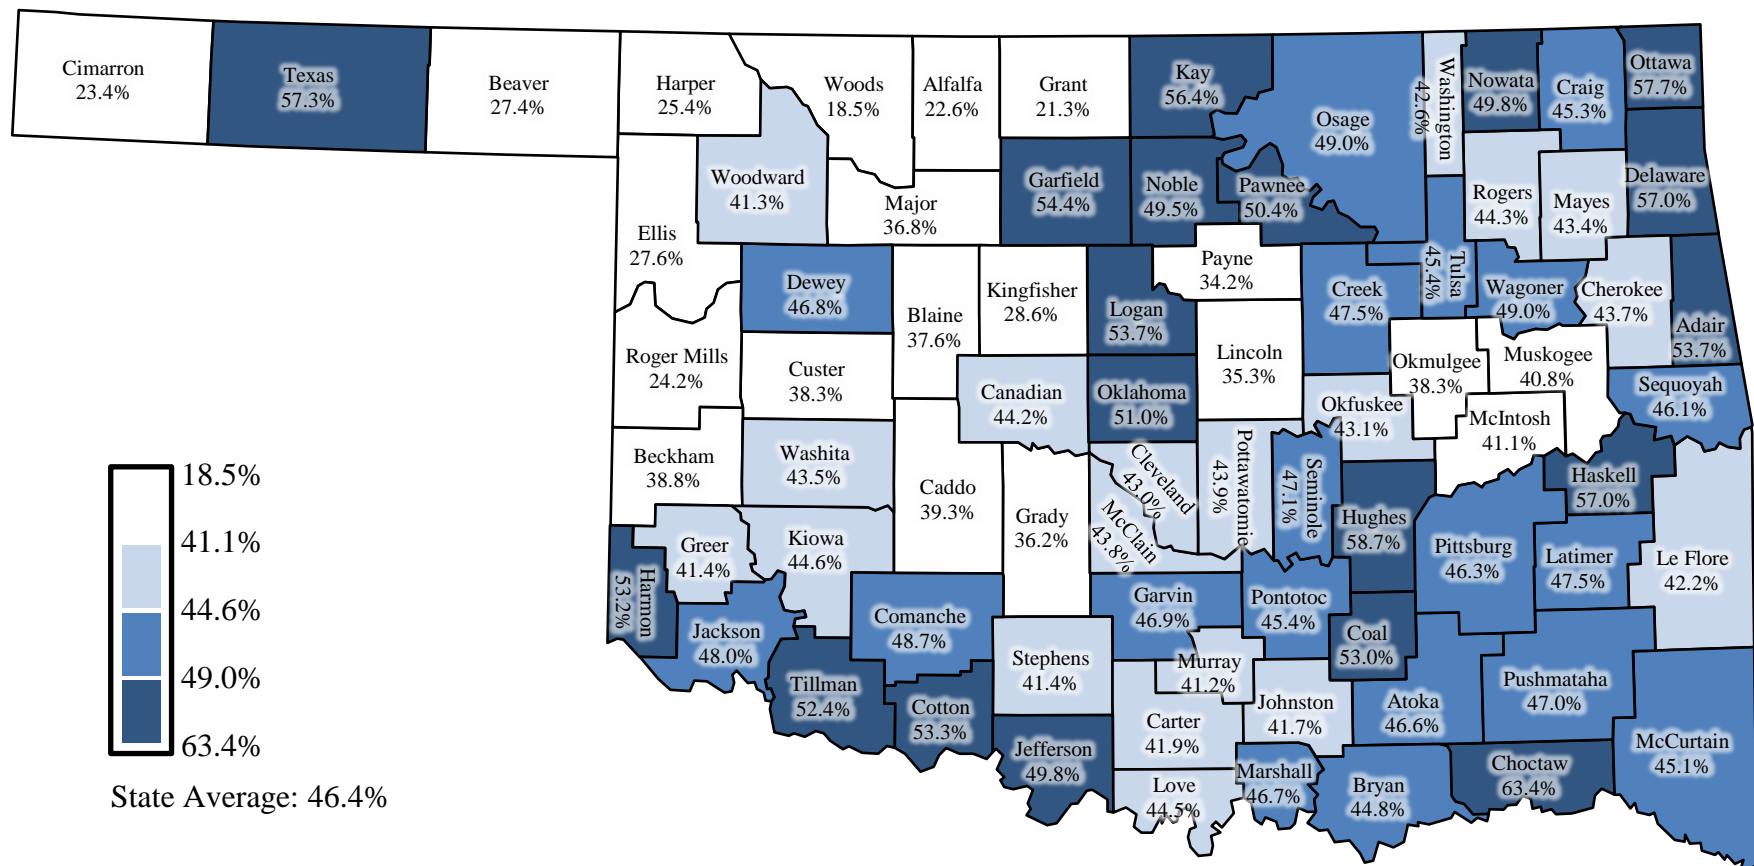 Cimarron
23.4%
Texas
57.3%
Beaver
27.4%
Harper
25.4%
Woods
18.5%
Alfalfa
22.6%
Grant
21.3%
Kay
56.4%
Osage
49.0%
Washington
42.6%
Nowata
49.8%
Craig
45.3%
Ottawa
57.7%
Woodward
41.3%
Major
36.8%
Garfield
54.4%
Noble
49.5%
Pawnee
50.4%
Rogers
44.3%
Mayes
43.4%
Delaware
57.0%
Ellis
27.6%
Dewey
46.8%
Blaine
37.6%
Kingfisher
28.6%
Logan
53.7%
Payne
34.2%
Creek
47.5%
Tulsa
45.4%
Wagoner
49.0%
Cherokee
43.7%
Adair
53.7%
Roger Mills
24.2%
Custer
38.3%
Canadian
44.2%
Oklahoma
51.0%
Lincoln
35.3%
Okmulgee
38.3%
Muskogee
40.8%
Sequoyah
46.1%
Okfuskee
43.1%
McIntosh
41.1%
Beckham
38.8%
Washita
43.5%
Caddo
39.3%
Grady
36.2%
Cleveland
43.0%
McClain
43.8%
Pottawatomie
43.9%
Seminole
47.1%
Hughes
58.7%
Haskell
57.0%
Pittsburg
46.3%
Latimer
47.5%
Le Flore
42.2%
Harmon
53.2%
Greer
41.4%
Kiowa
44.6%
Jackson
48.0%
Comanche
48.7%
Garvin
46.9%
Pontotoc
45.4%
Coal
53.0%
Tillman
52.4%
Cotton
53.3%
Stephens
41.4%
Murray
41.2%
Carter
41.9%
Johnston
41.7%
Atoka
46.6%
Pushmataha
47.0%
McCurtain
45.1%
Jefferson
49.8%
Love
44.5%
Marshall
46.7%
Bryan
44.8%
Choctaw
63.4%
18.5%
41.1%
44.6%
49.0%
63.4%
State Average: 46.4%